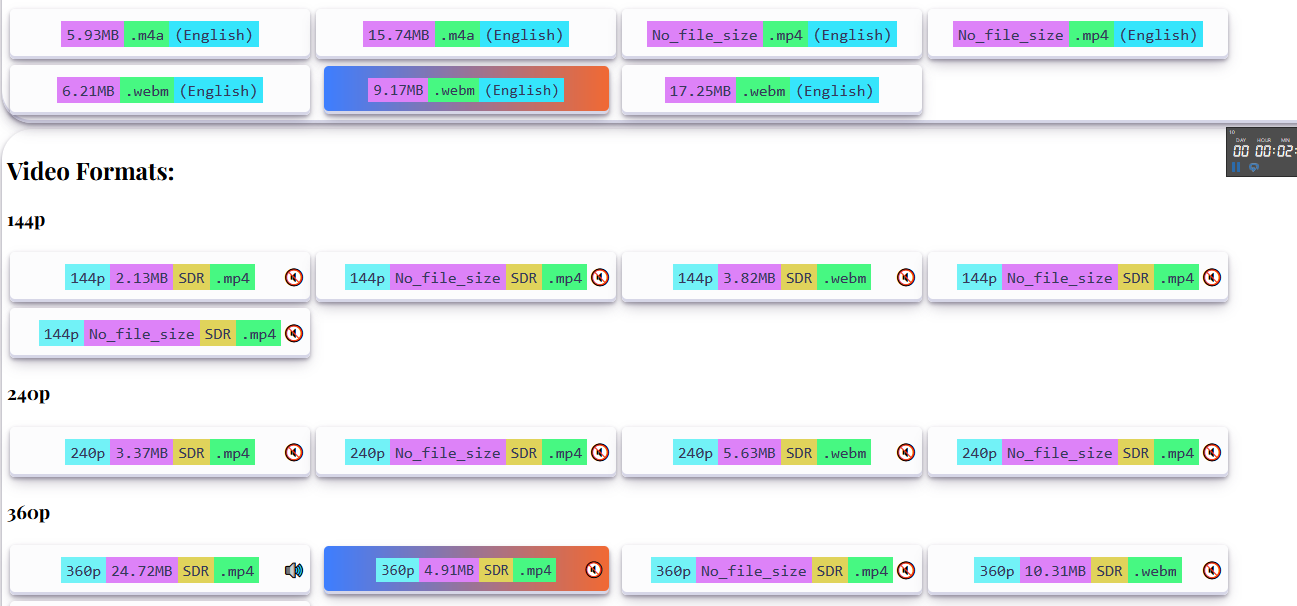 5.93MB .m4a (English) 15.74MB .m4a (English) No_file_size .mp4 (English) No_file_size .mp4 (English)
6.21MB .webm (English) 9.17MB .webm (English) 17.25MB .webm (English)
10
DAY HOUR MIN
00 00:02:
Video Formats:
144p
144p 2.13MB SDR .mp4 144p No_file_size SDR .mp4 144p 3.82MB SDR .webm 144p No_file_size SDR .mp4
144p No_file_size SDR .mp4
240p
240p 3.37MB SDR .mp4 240p No_file_size SDR .mp4 240p 5.63MB SDR .webm 240p No_file_size SDR .mp4
360p
360p 24.72MB SDR .mp4 360p 4.91MB SDR .mp4 360p No_file_size SDR .mp4 360p 10.31MB SDR .webm